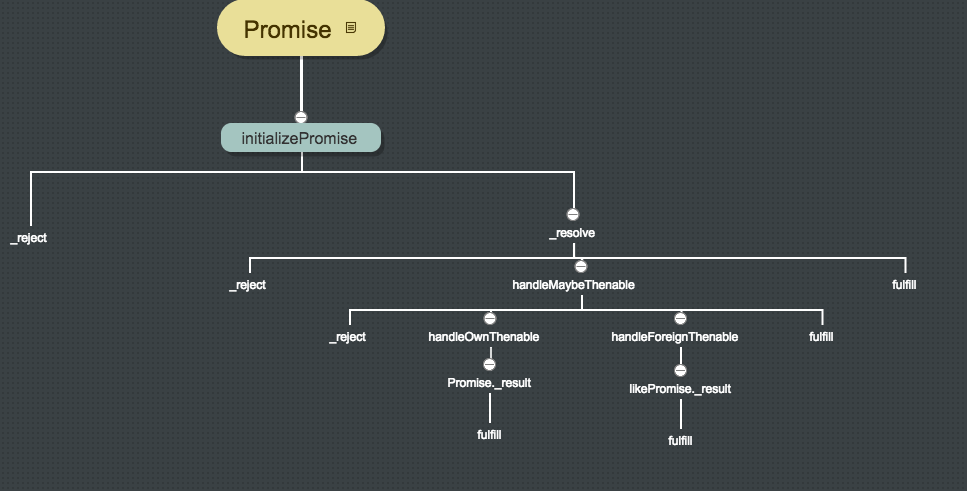 Promise
initializePromise
_reject
_resolve
_reject
handleMaybeThenable
fulfill
_reject
handleOwnThenable
handleForeignThenable
fulfill
Promise._result
likePromise._result
fulfill
fulfill